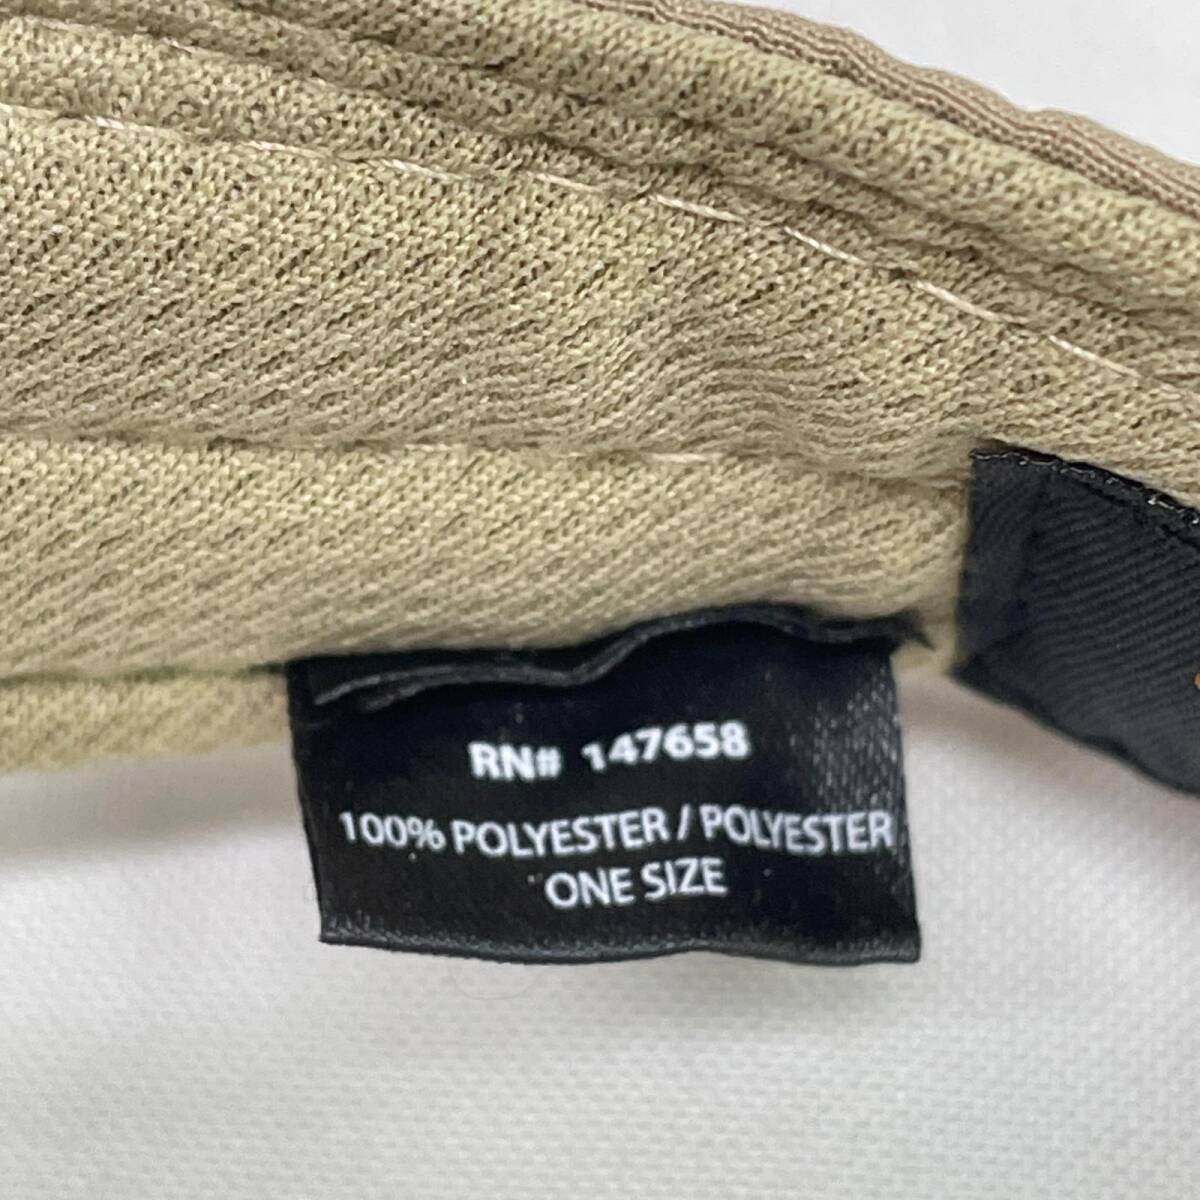 RN# 147658
100% POLYESTER / POLYESTER
ONE SIZE